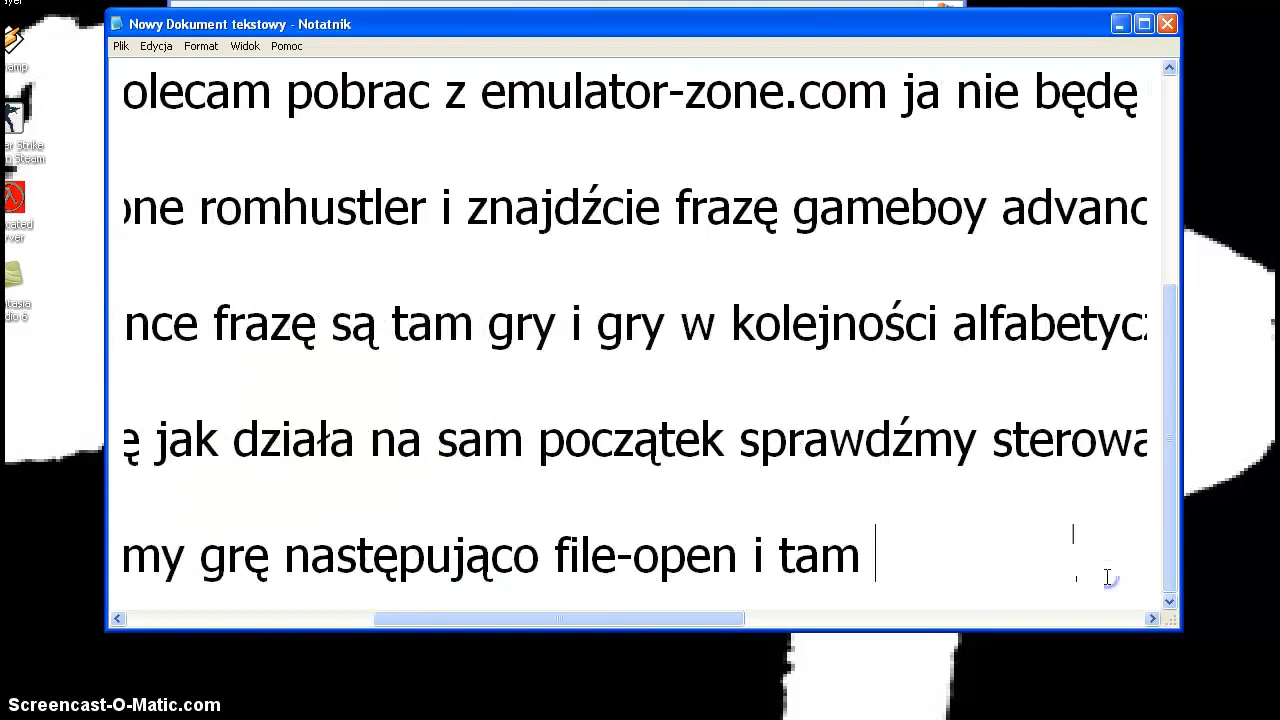 Nowy Dokument tekstowy - Notatnik
Plik Edycja Format Widok Pomoc
olecam pobrac z emulator-zone.com ja nie będę
one romhustler i znajdźcie frazę gameboy advanc
nce frazę są tam gry i gry w kolejności alfabetycz
ę jak działa na sam początek sprawdźmy sterowa
my grę następująco file-open i tam
Strike
n Steam
Screencast-O-Matic.com